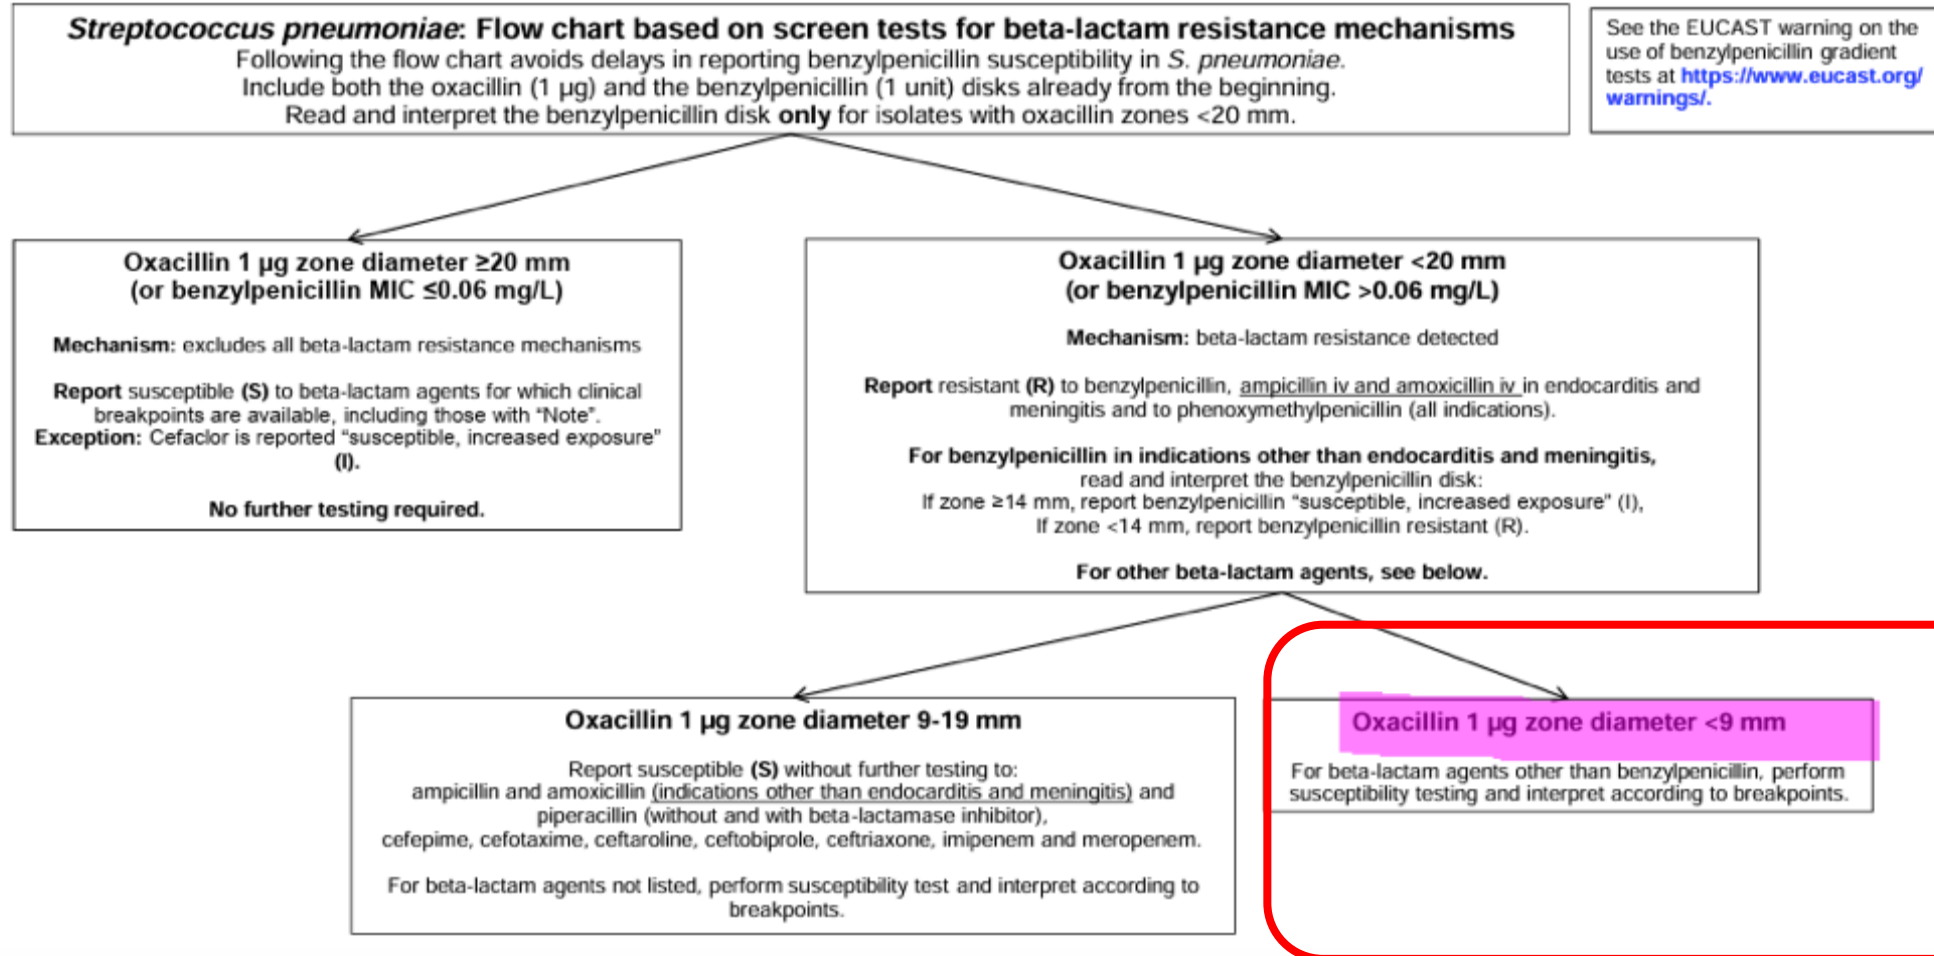 Streptococcus pneumoniae: Flow chart based on screen tests for beta-lactam resistance mechanisms
Following the flow chart avoids delays in reporting benzylpenicillin susceptibility in S. pneumoniae.
Include both the oxacillin (1 µg) and the benzylpenicillin (1 unit) disks already from the beginning.
Read and interpret the benzylpenicillin disk only for isolates with oxacillin zones <20 mm.
See the EUCAST warning on the
use of benzylpenicillin gradient
tests at https://www.eucast.org/
warnings/.
Oxacillin 1 µg zone diameter ≥20 mm
(or benzylpenicillin MIC ≤0.06 mg/L)
Mechanism: excludes all beta-lactam resistance mechanisms
Report susceptible (S) to beta-lactam agents for which clinical
breakpoints are available, including those with “Note”.
Exception: Cefaclor is reported “susceptible, increased exposure”
(I).
No further testing required.
Oxacillin 1 µg zone diameter <20 mm
(or benzylpenicillin MIC >0.06 mg/L)
Mechanism: beta-lactam resistance detected
Report resistant (R) to benzylpenicillin, ampicillin iv and amoxicillin iv in endocarditis and
meningitis and to phenoxymethylpenicillin (all indications).
For benzylpenicillin in indications other than endocarditis and meningitis,
read and interpret the benzylpenicillin disk:
If zone ≥14 mm, report benzylpenicillin “susceptible, increased exposure” (I),
If zone <14 mm, report benzylpenicillin resistant (R).
For other beta-lactam agents, see below.
Oxacillin 1 µg zone diameter 9-19 mm
Report susceptible (S) without further testing to:
ampicillin and amoxicillin (indications other than endocarditis and meningitis) and
piperacillin (without and with beta-lactamase inhibitor),
cefepime, cefotaxime, ceftaroline, ceftobiprole, ceftriaxone, imipenem and meropenem.
For beta-lactam agents not listed, perform susceptibility test and interpret according to
breakpoints.
Oxacillin 1 µg zone diameter <9 mm
For beta-lactam agents other than benzylpenicillin, perform
susceptibility testing and interpret according to breakpoints.